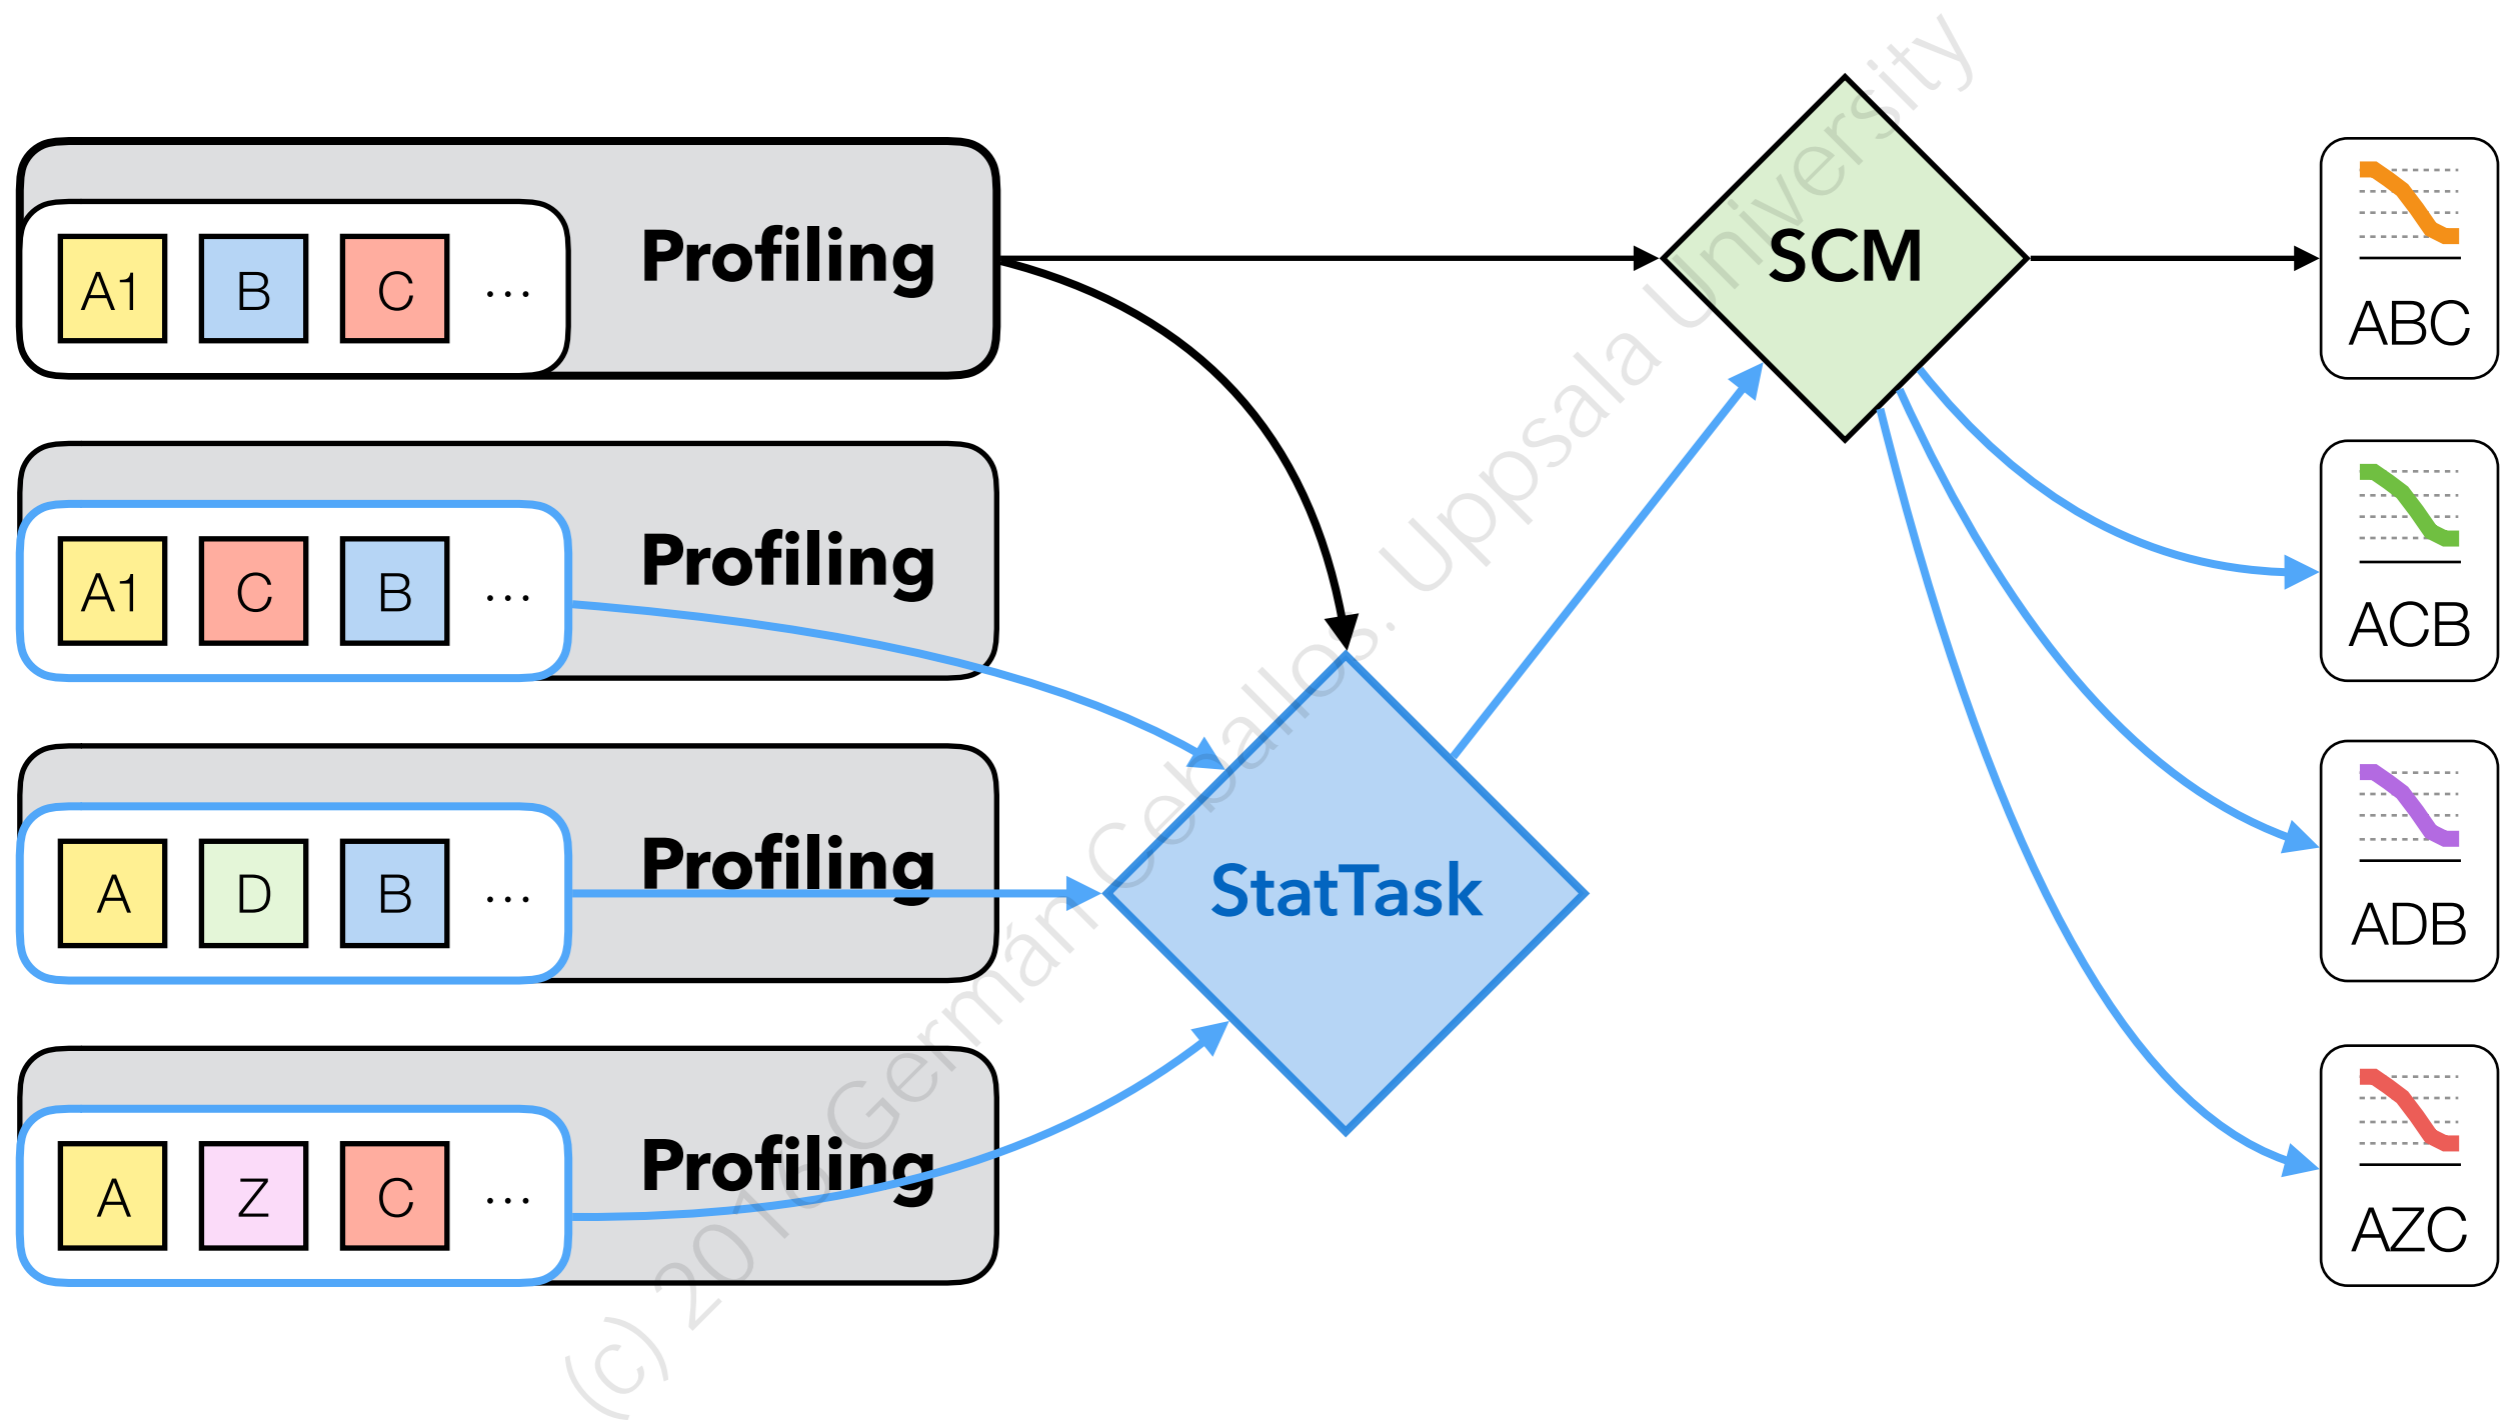 A1 B C ...
Profiling
SCM
ABC
A1 C B ...
Profiling
ACB
A D B ...
Profiling
StatTask
ADB
A Z C ...
Profiling
AZC
(c) 2016 Germán Ceballos. Uppsala University